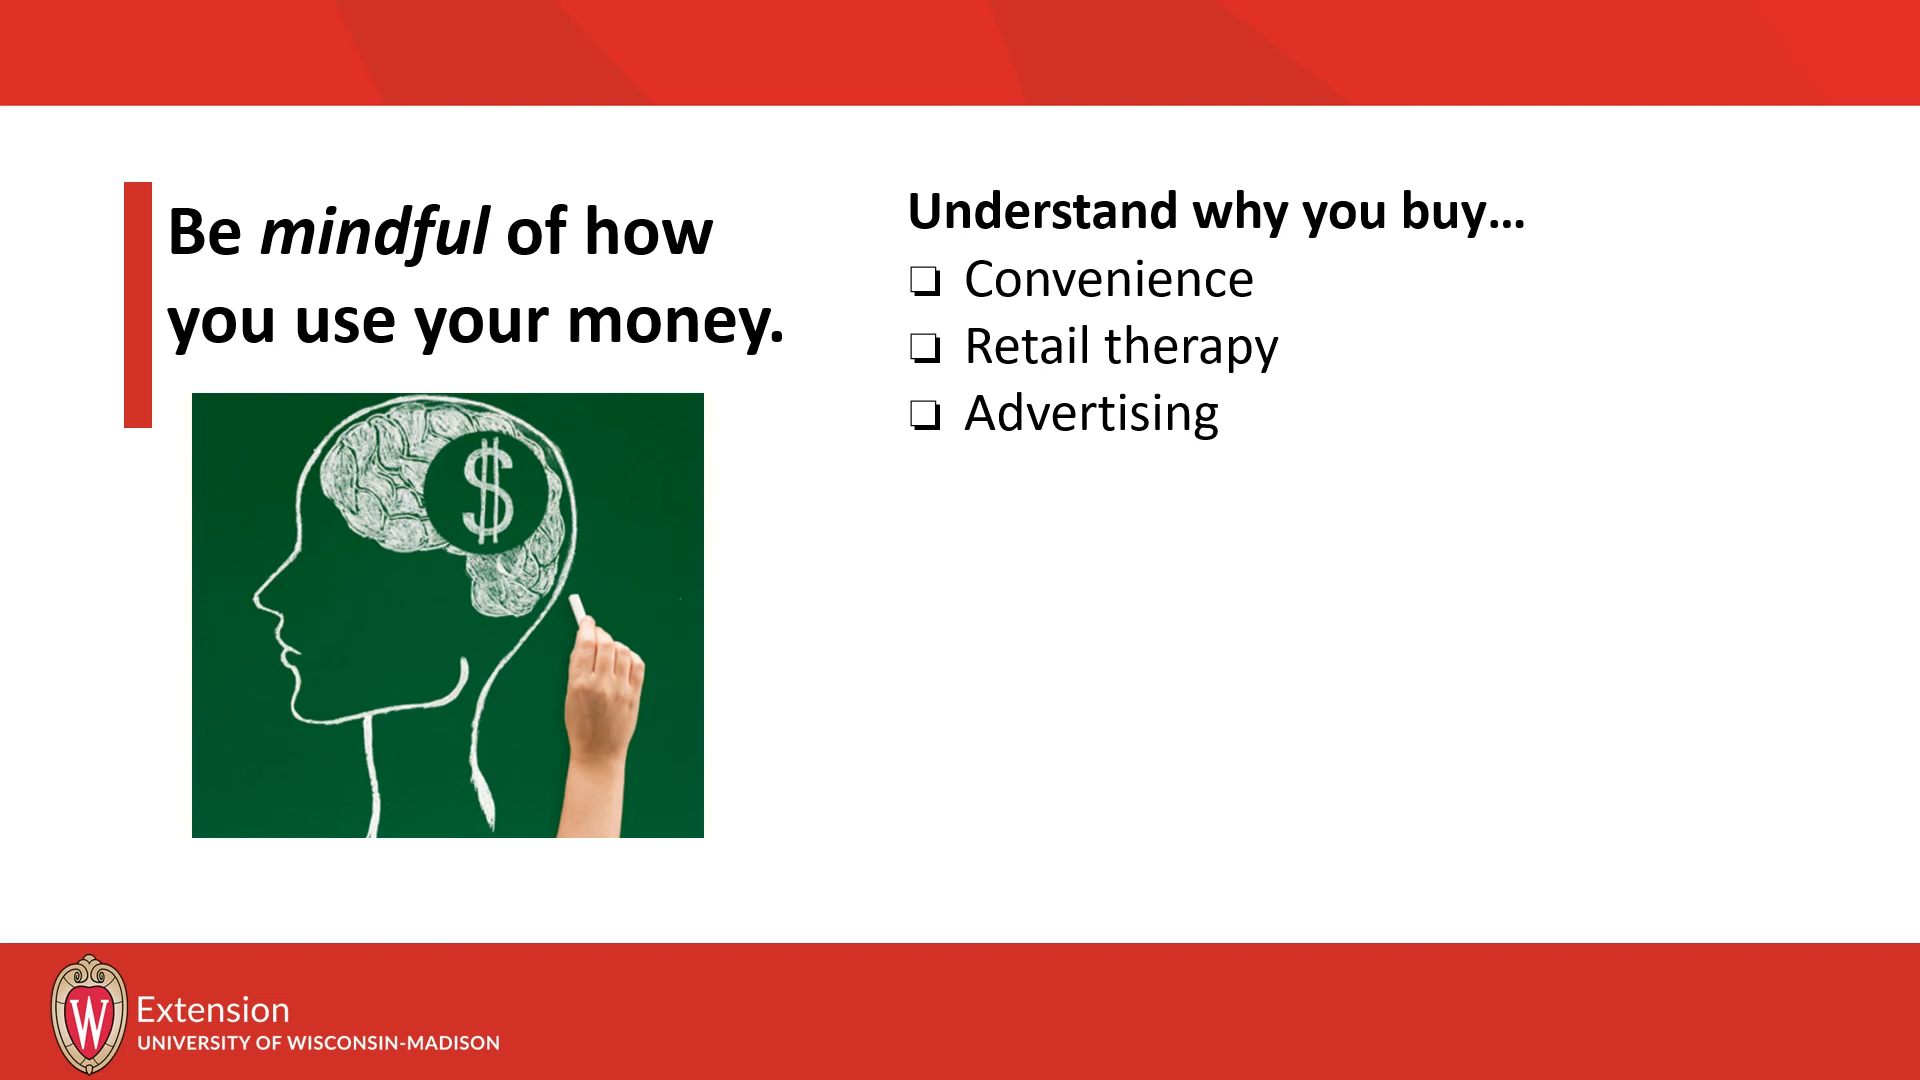 Be mindful of how
you use your money.
$
Understand why you buy…
❏ Convenience
❏ Retail therapy
❏ Advertising
W
Extension
UNIVERSITY OF WISCONSIN-MADISON